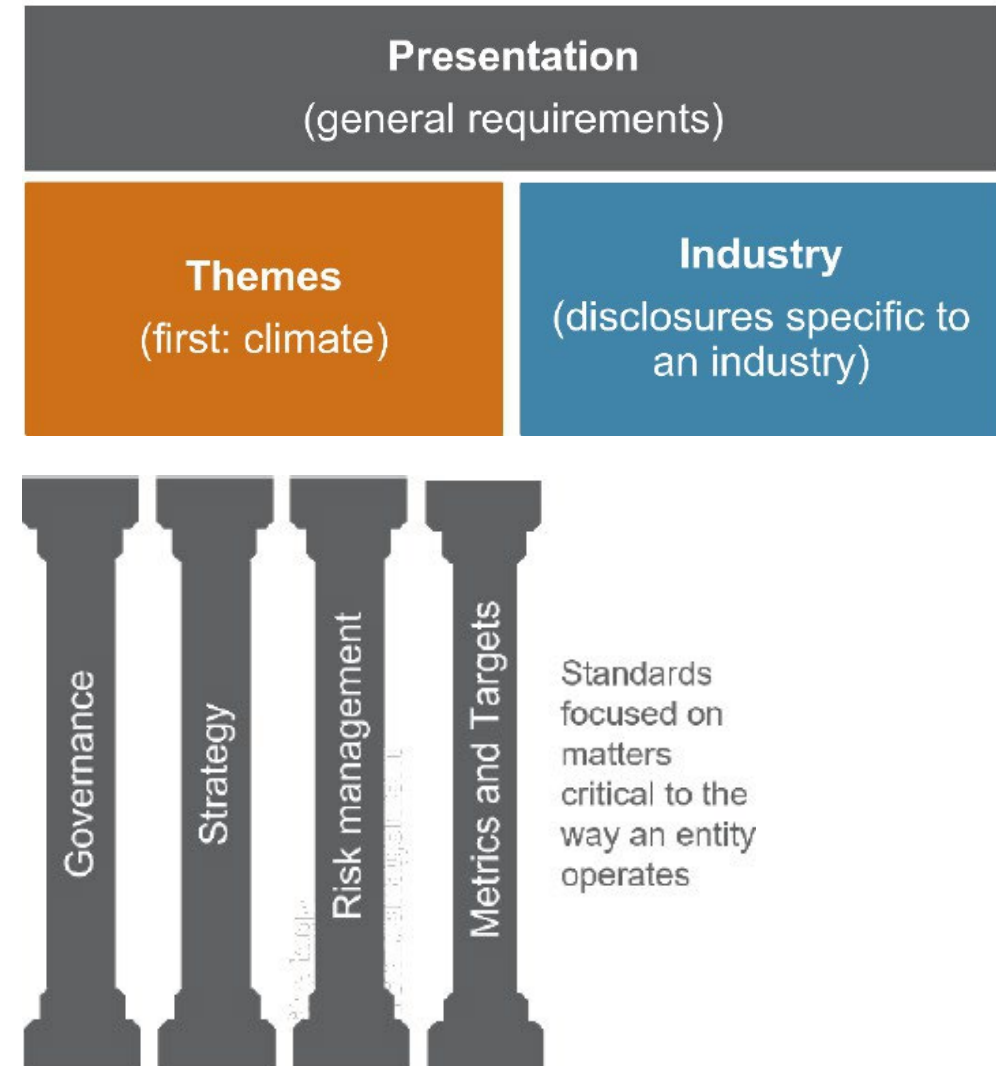 Presentation
(general requirements)
Themes
(first: climate)
Industry
(disclosures specific to
an industry)
Governance
Strategy
Risk management
Metrics and Targets
Standards
focused on
matters
critical to the
way an entity
operates